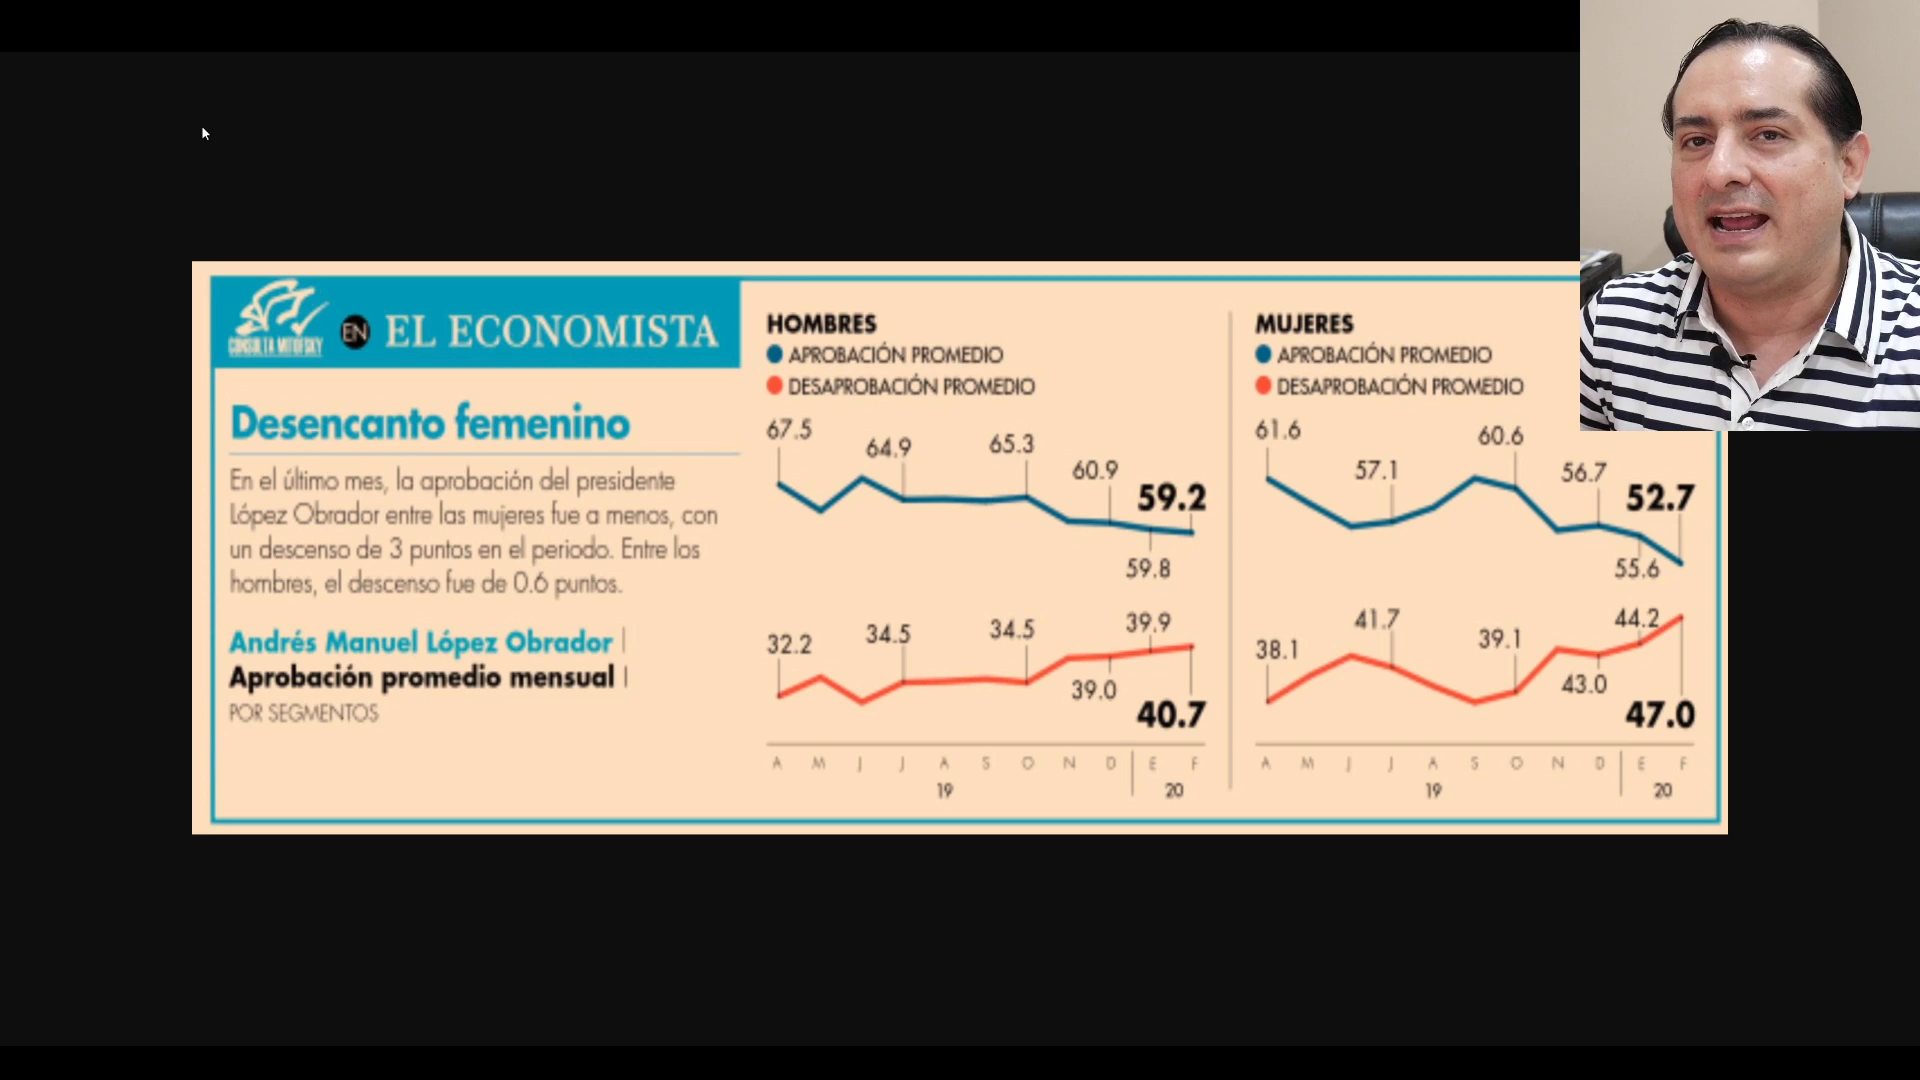 CONSULTA MITOFSKY
EN EL ECONOMISTA
Desencanto femenino
En el último mes, la aprobación del presidente
López Obrador entre las mujeres fue a menos, con
un descenso de 3 puntos en el periodo. Entre los
hombres, el descenso fue de 0.6 puntos.
Andrés Manuel López Obrador |
Aprobación promedio mensual |
POR SEGMENTOS
HOMBRES
APROBACIÓN PROMEDIO
DESAPROBACIÓN PROMEDIO
67.5
64.9
65.3
60.9
59.2
59.8
32.2
34.5
34.5
39.9
39.0
40.7
A M J J A S O N D E F
19 20
MUJERES
APROBACIÓN PROMEDIO
DESAPROBACIÓN PROMEDIO
61.6
57.1
60.6
56.7
52.7
55.6
38.1
41.7
39.1
44.2
43.0
47.0
A M J J A S O N D E F
19 20